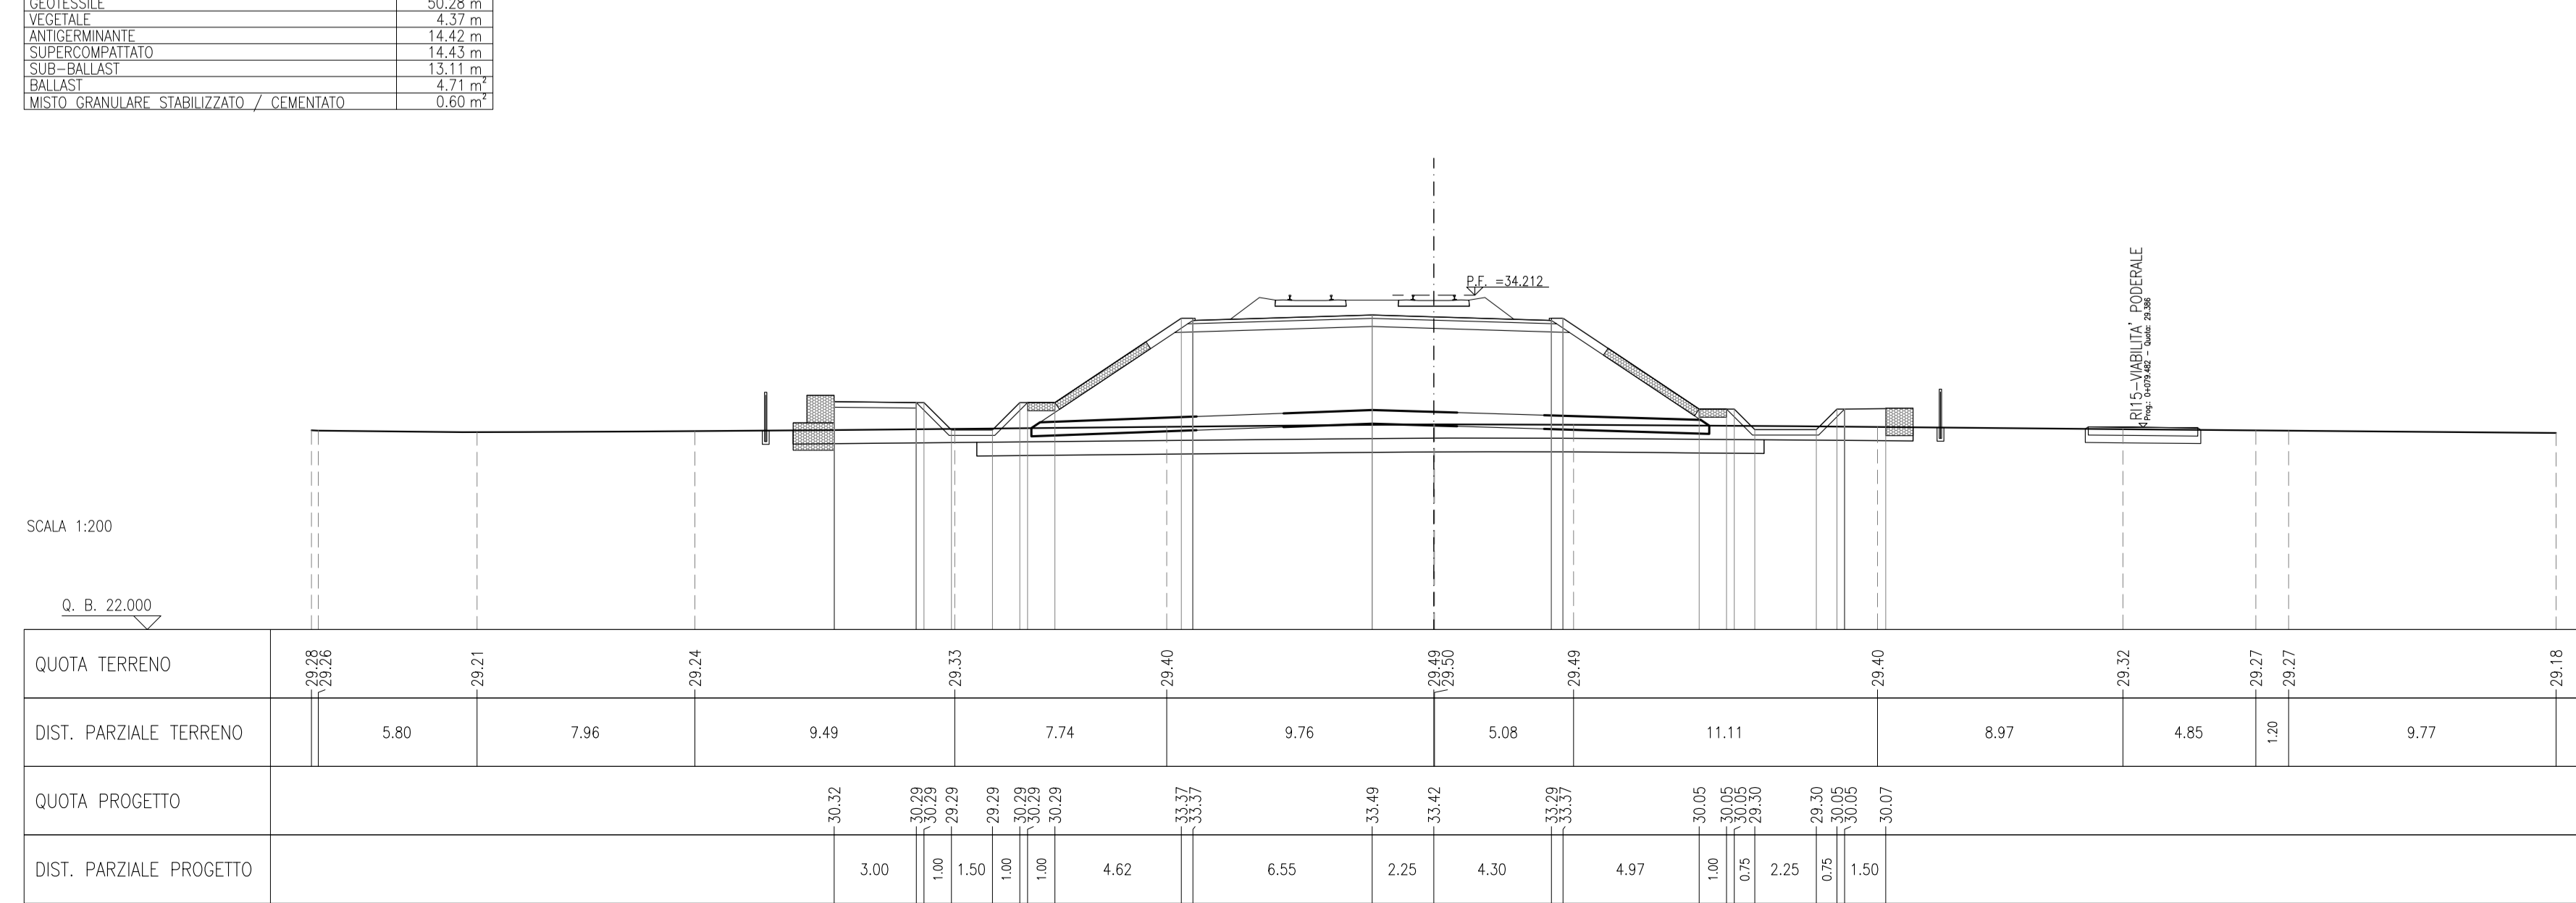 GEOTESSILE 50.28 m
VEGETALE 4.37 m
ANTIGERMINANTE 14.42 m
SUPERCOMPATTATO 14.43 m
SUB-BALLAST 13.11 m
BALLAST 4.71 m²
MISTO GRANULARE STABILIZZATO / CEMENTATO 0.60 m²
P.F. =34.212
RI15-VIABILITA' PODERALE
Prog.: 0+079.482 - Quota: 29.386
SCALA 1:200
Q. B. 22.000
QUOTA TERRENO 29.28 29.26 29.21 29.24 29.33 29.40 29.49 29.50 29.49 29.40 29.32 29.27 29.27 29.18
DIST. PARZIALE TERRENO 5.80 7.96 9.49 7.74 9.76 5.08 11.11 8.97 4.85 1.20 9.77
QUOTA PROGETTO 30.32 30.29 30.29 29.29 29.29 30.29 30.29 30.29 33.37 33.37 33.49 33.42 33.29 33.37 30.05 30.05 30.05 29.30 29.30 30.05 30.05 30.07
DIST. PARZIALE PROGETTO 3.00 1.00 1.50 1.00 1.00 4.62 6.55 2.25 4.30 4.97 1.00 0.75 2.25 0.75 1.50